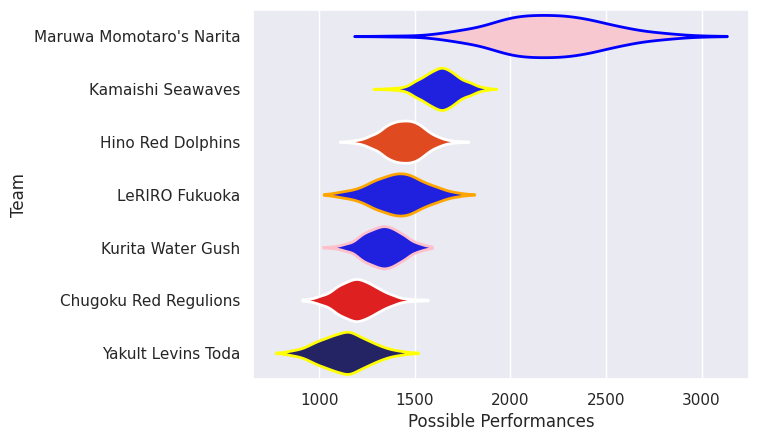 Maruwa Momotaro's Narita
Kamaishi Seawaves
Hino Red Dolphins
LeRIRO Fukuoka
Kurita Water Gush
Chugoku Red Regulions
Yakult Levins Toda
Team
1000 1500 2000 2500 3000
Possible Performances